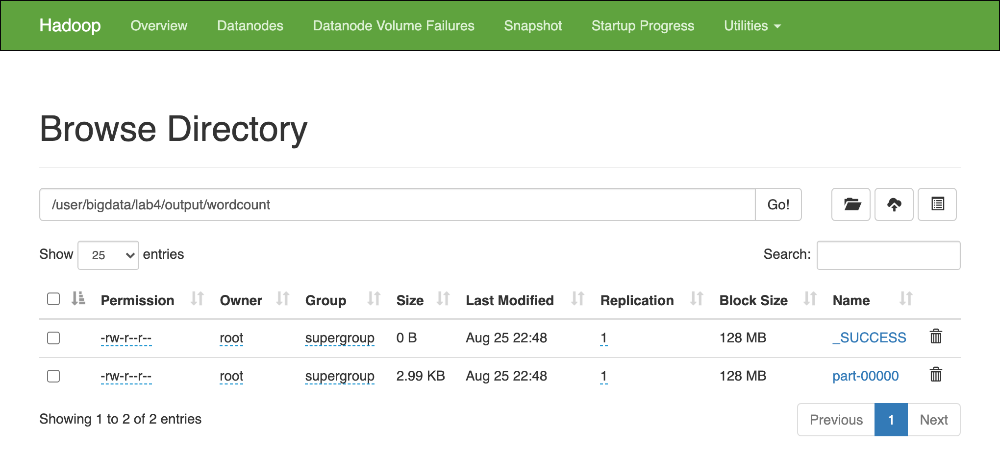 Hadoop Overview Datanodes Datanode Volume Failures Snapshot Startup Progress Utilities
Browse Directory
/user/bigdata/lab4/output/wordcount Go!
Show 25 entries Search:
Permission Owner Group Size Last Modified Replication Block Size Name
-rw-r--r-- root supergroup 0 B Aug 25 22:48 1 128 MB _SUCCESS
-rw-r--r-- root supergroup 2.99 KB Aug 25 22:48 1 128 MB part-00000
Showing 1 to 2 of 2 entries Previous 1 Next